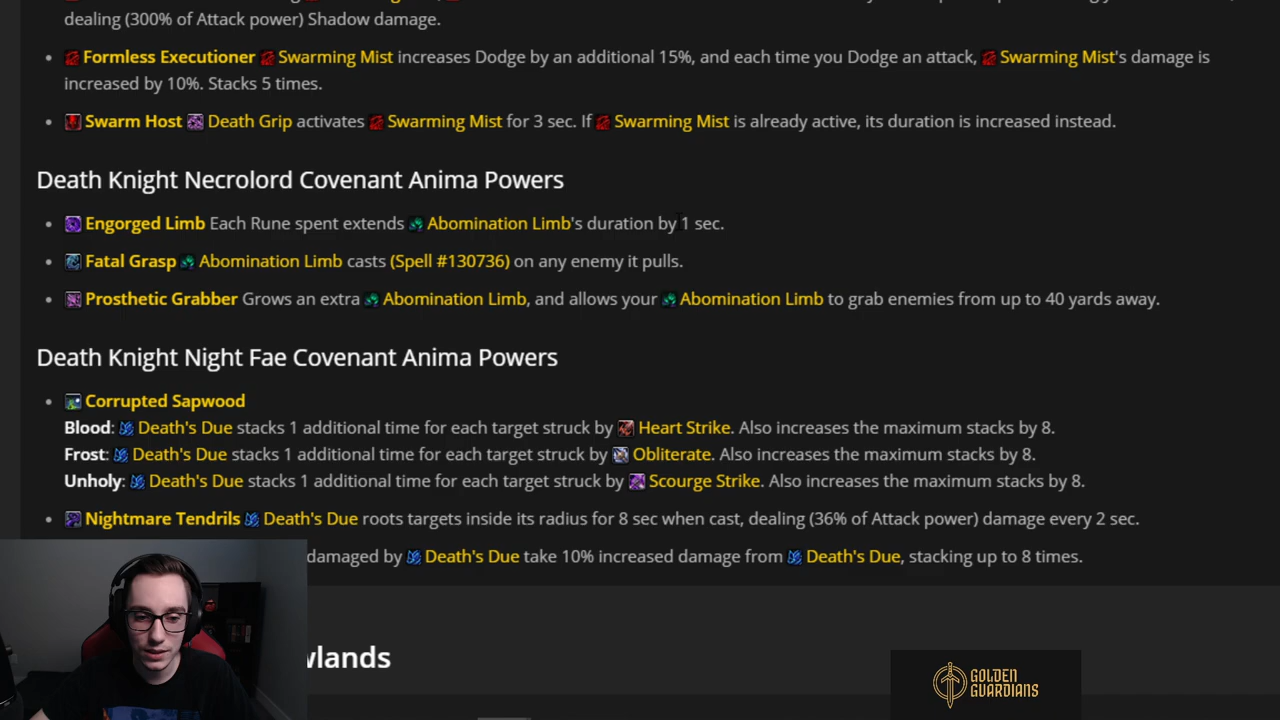 dealing (300% of Attack power) Shadow damage.
• Formless Executioner Swarming Mist increases Dodge by an additional 15%, and each time you Dodge an attack, Swarming Mist's damage is
increased by 10%. Stacks 5 times.
• Swarm Host Death Grip activates Swarming Mist for 3 sec. If Swarming Mist is already active, its duration is increased instead.
Death Knight Necrolord Covenant Anima Powers
• Engorged Limb Each Rune spent extends Abomination Limb's duration by 1 sec.
• Fatal Grasp Abomination Limb casts (Spell #130736) on any enemy it pulls.
• Prosthetic Grabber Grows an extra Abomination Limb, and allows your Abomination Limb to grab enemies from up to 40 yards away.
Death Knight Night Fae Covenant Anima Powers
• Corrupted Sapwood
Blood: Death's Due stacks 1 additional time for each target struck by Heart Strike. Also increases the maximum stacks by 8.
Frost: Death's Due stacks 1 additional time for each target struck by Obliterate. Also increases the maximum stacks by 8.
Unholy: Death's Due stacks 1 additional time for each target struck by Scourge Strike. Also increases the maximum stacks by 8.
• Nightmare Tendrils Death's Due roots targets inside its radius for 8 sec when cast, dealing (36% of Attack power) damage every 2 sec.
damaged by Death's Due take 10% increased damage from Death's Due, stacking up to 8 times.
wlands
GOLDEN
GUARDIANS